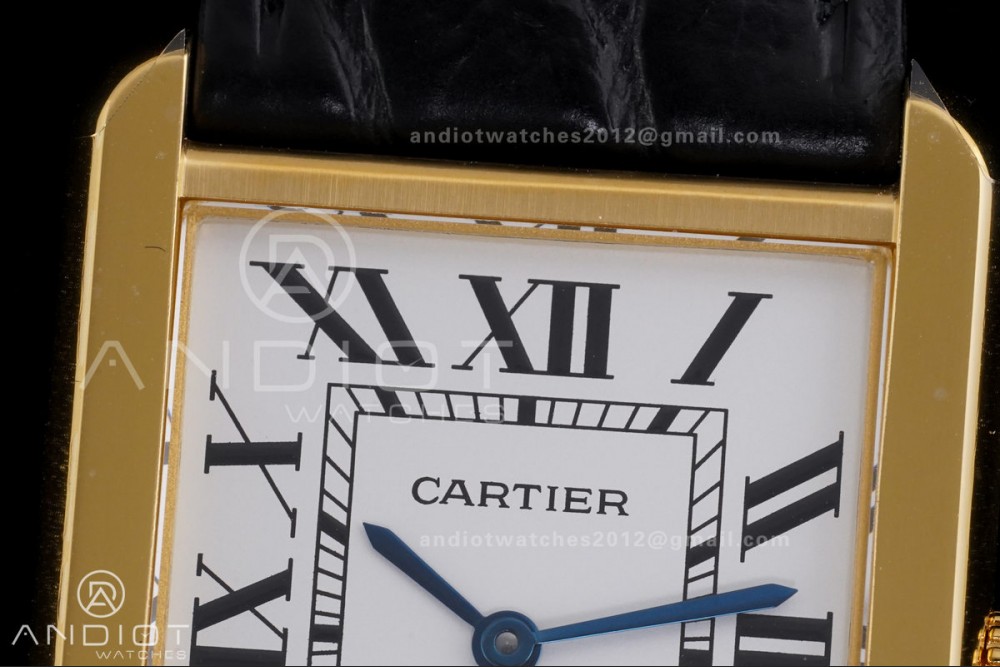 andiotwatches2012@gmail.com
XI XII I
ANDIOT
WATCHES
X
II
CARTIER
andiotwatches2012@gmail.com
IX
III
ANDIOT
WATCHES